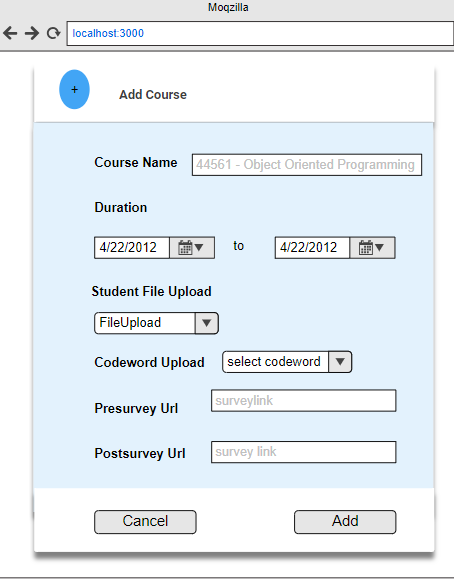 Moqzilla
localhost:3000
+ Add Course
Course Name 44561 - Object Oriented Programming
Duration
4/22/2012 to 4/22/2012
Student File Upload
FileUpload
Codeword Upload select codeword
Presurvey Url surveylink
Postsurvey Url survey link
Cancel Add